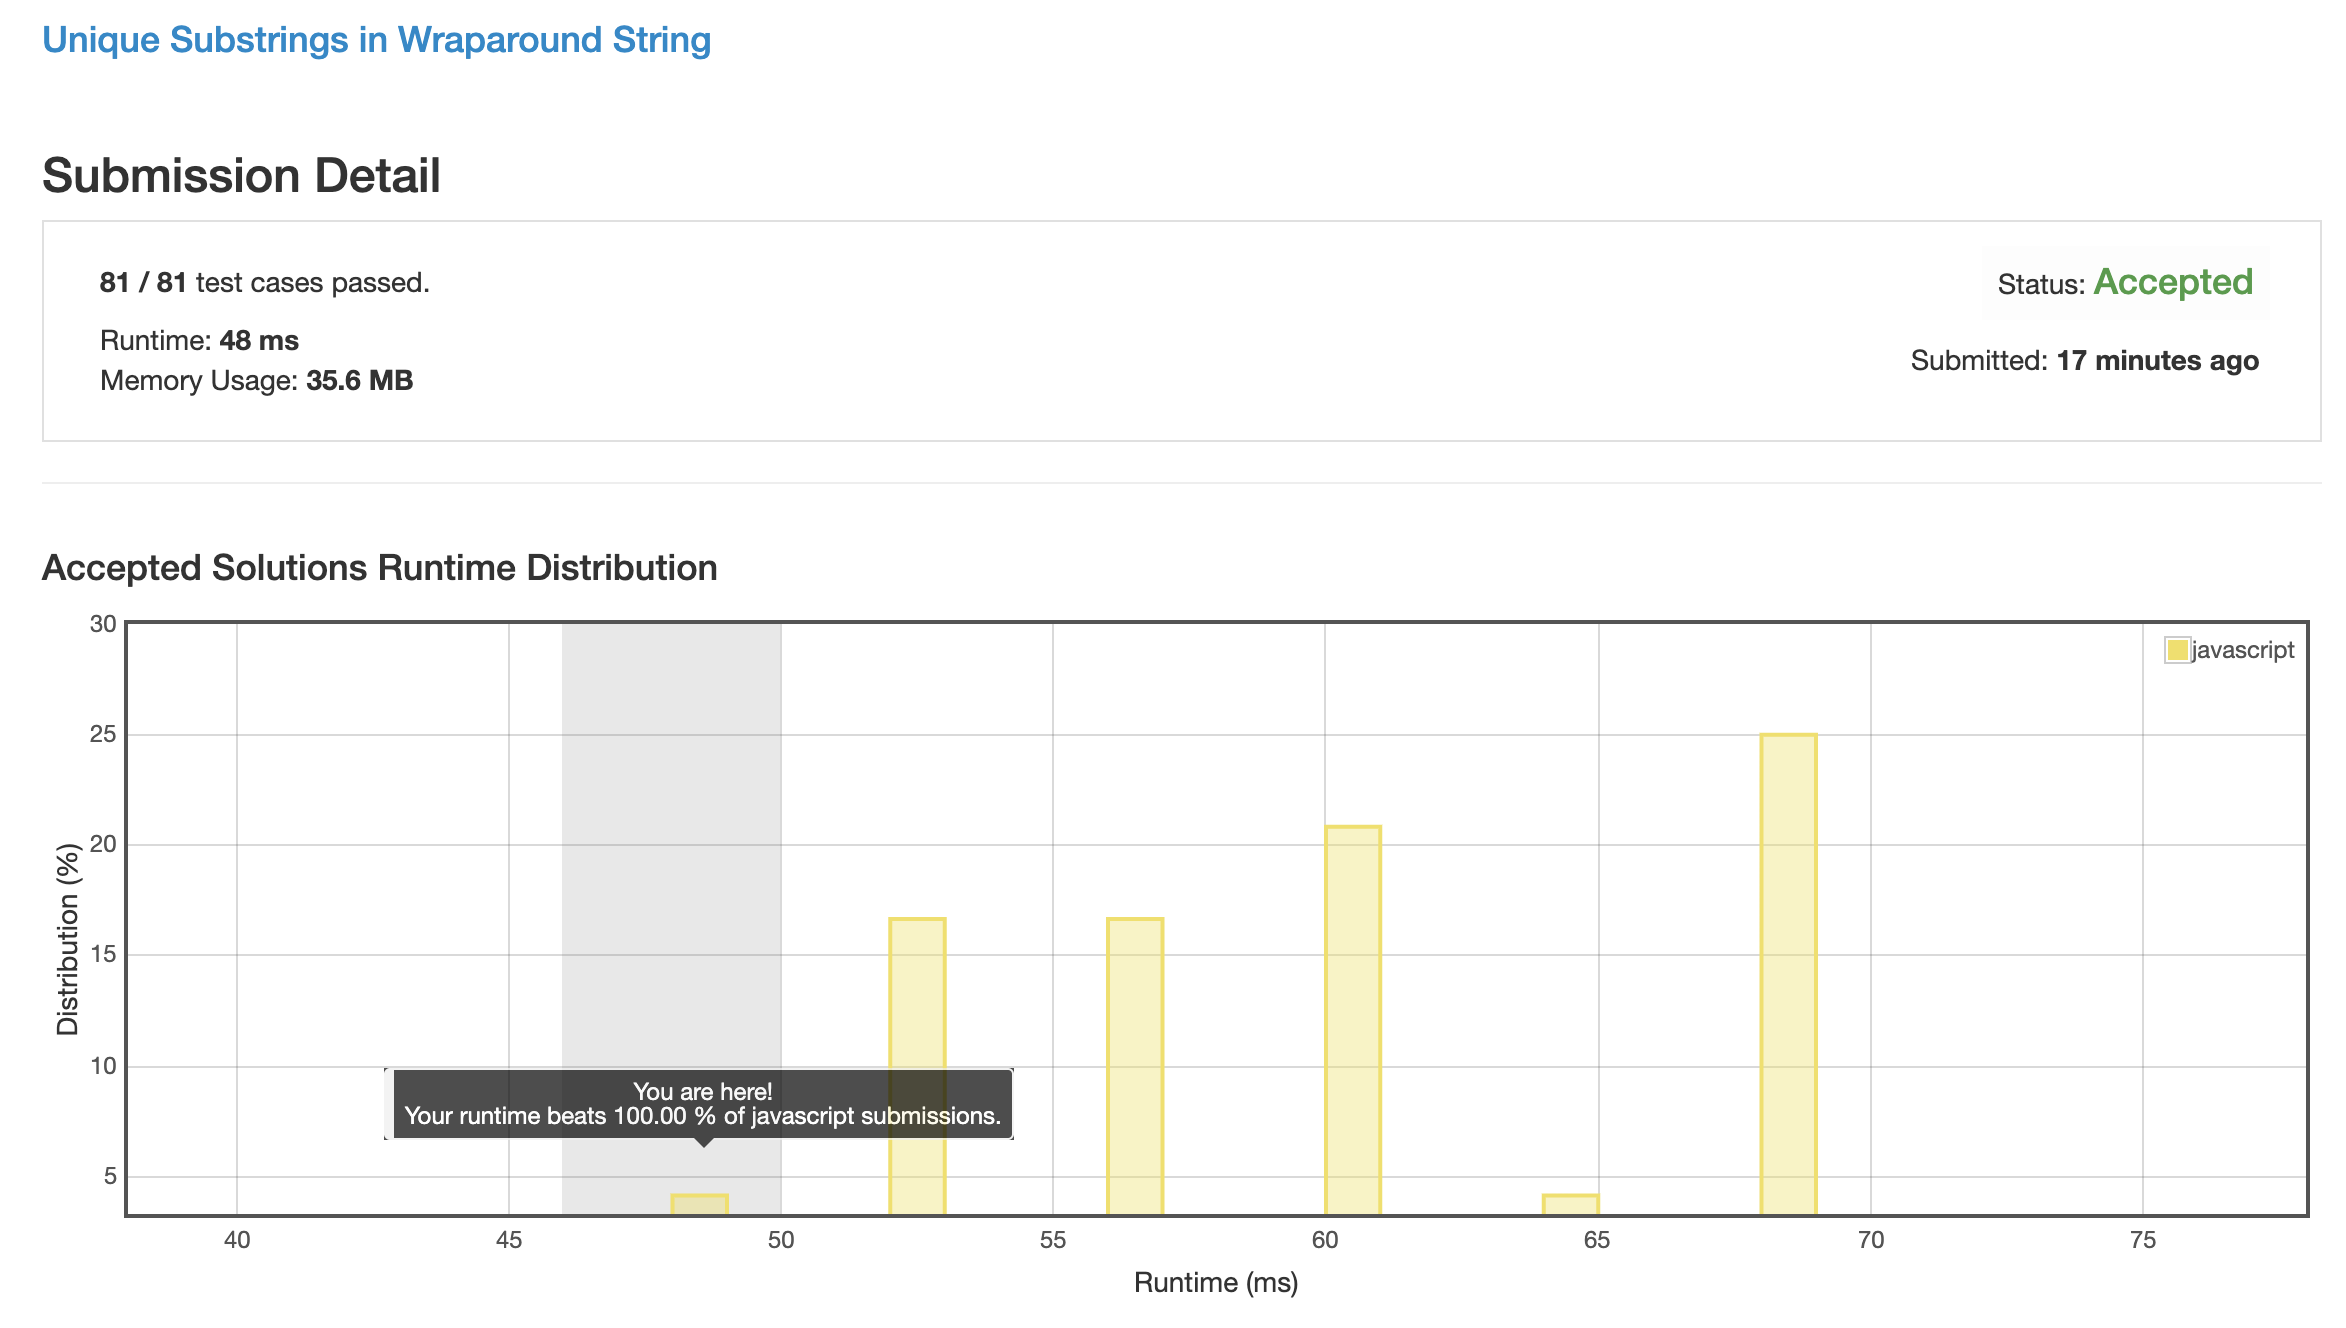 Unique Substrings in Wraparound String
Submission Detail
81 / 81 test cases passed.
Status: Accepted
Runtime: 48 ms
Submitted: 17 minutes ago
Memory Usage: 35.6 MB
Accepted Solutions Runtime Distribution
30
javascript
25
20
Distribution (%)
15
10
You are here!
Your runtime beats 100.00 % of javascript submissions.
5
40 45 50 55 60 65 70 75
Runtime (ms)